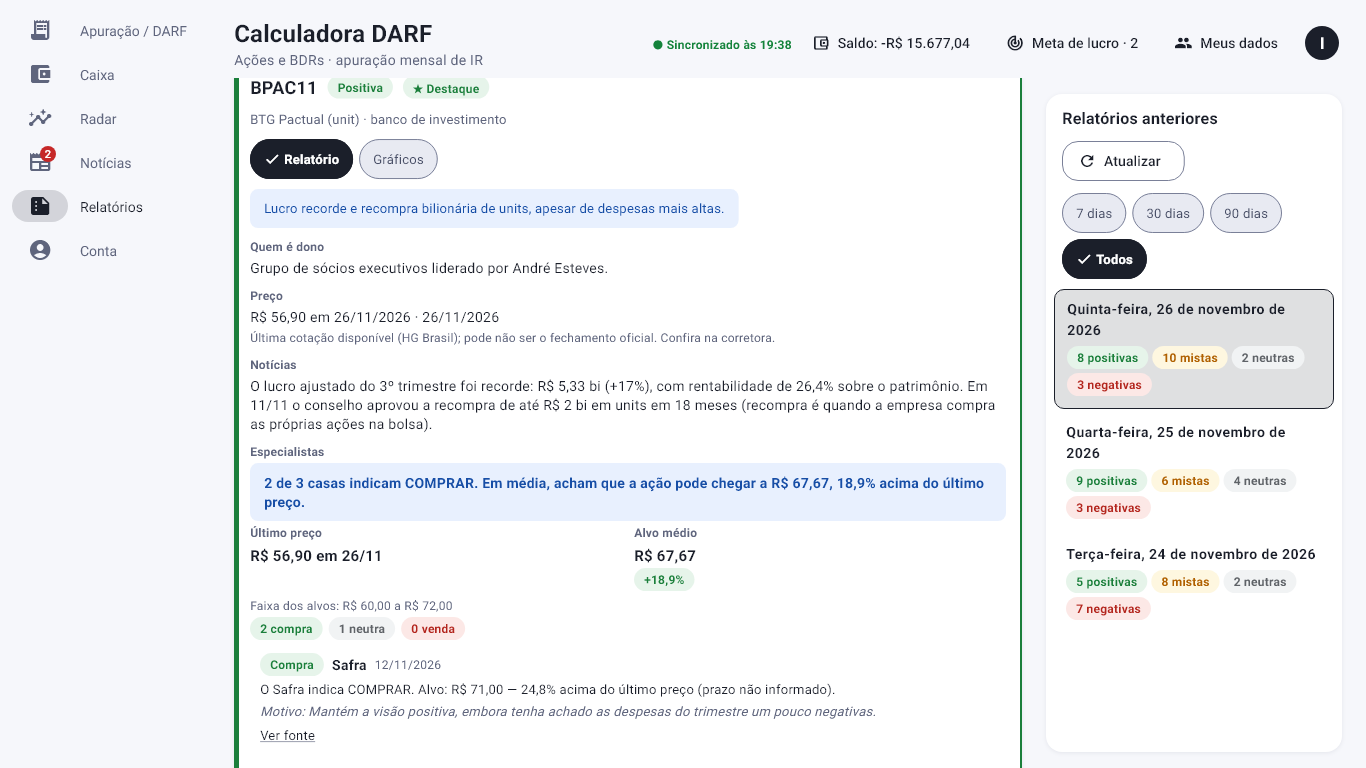 Apuração / DARF
Caixa
Radar
2
Notícias
Relatórios
Conta
Calculadora DARF
Ações e BDRs · apuração mensal de IR
Sincronizado às 19:38
Saldo: -R$ 15.677,04
Meta de lucro · 2
Meus dados
I
BPAC11
Positiva
★ Destaque
BTG Pactual (unit) · banco de investimento
Relatório
Gráficos
Lucro recorde e recompra bilionária de units, apesar de despesas mais altas.
Quem é dono
Grupo de sócios executivos liderado por André Esteves.
Preço
R$ 56,90 em 26/11/2026 · 26/11/2026
Última cotação disponível (HG Brasil); pode não ser o fechamento oficial. Confira na corretora.
Notícias
O lucro ajustado do 3º trimestre foi recorde: R$ 5,33 bi (+17%), com rentabilidade de 26,4% sobre o patrimônio. Em
11/11 o conselho aprovou a recompra de até R$ 2 bi em units em 18 meses (recompra é quando a empresa compra
as próprias ações na bolsa).
Especialistas
2 de 3 casas indicam COMPRAR. Em média, acham que a ação pode chegar a R$ 67,67, 18,9% acima do último
preço.
Último preço
R$ 56,90 em 26/11
Alvo médio
R$ 67,67
+18,9%
Faixa dos alvos: R$ 60,00 a R$ 72,00
2 compra
1 neutra
0 venda
Compra
Safra
12/11/2026
O Safra indica COMPRAR. Alvo: R$ 71,00 — 24,8% acima do último preço (prazo não informado).
Motivo: Mantém a visão positiva, embora tenha achado as despesas do trimestre um pouco negativas.
Ver fonte
Relatórios anteriores
Atualizar
7 dias
30 dias
90 dias
Todos
Quinta-feira, 26 de novembro de
2026
8 positivas
10 mistas
2 neutras
3 negativas
Quarta-feira, 25 de novembro de
2026
9 positivas
6 mistas
4 neutras
3 negativas
Terça-feira, 24 de novembro de 2026
5 positivas
8 mistas
2 neutras
7 negativas